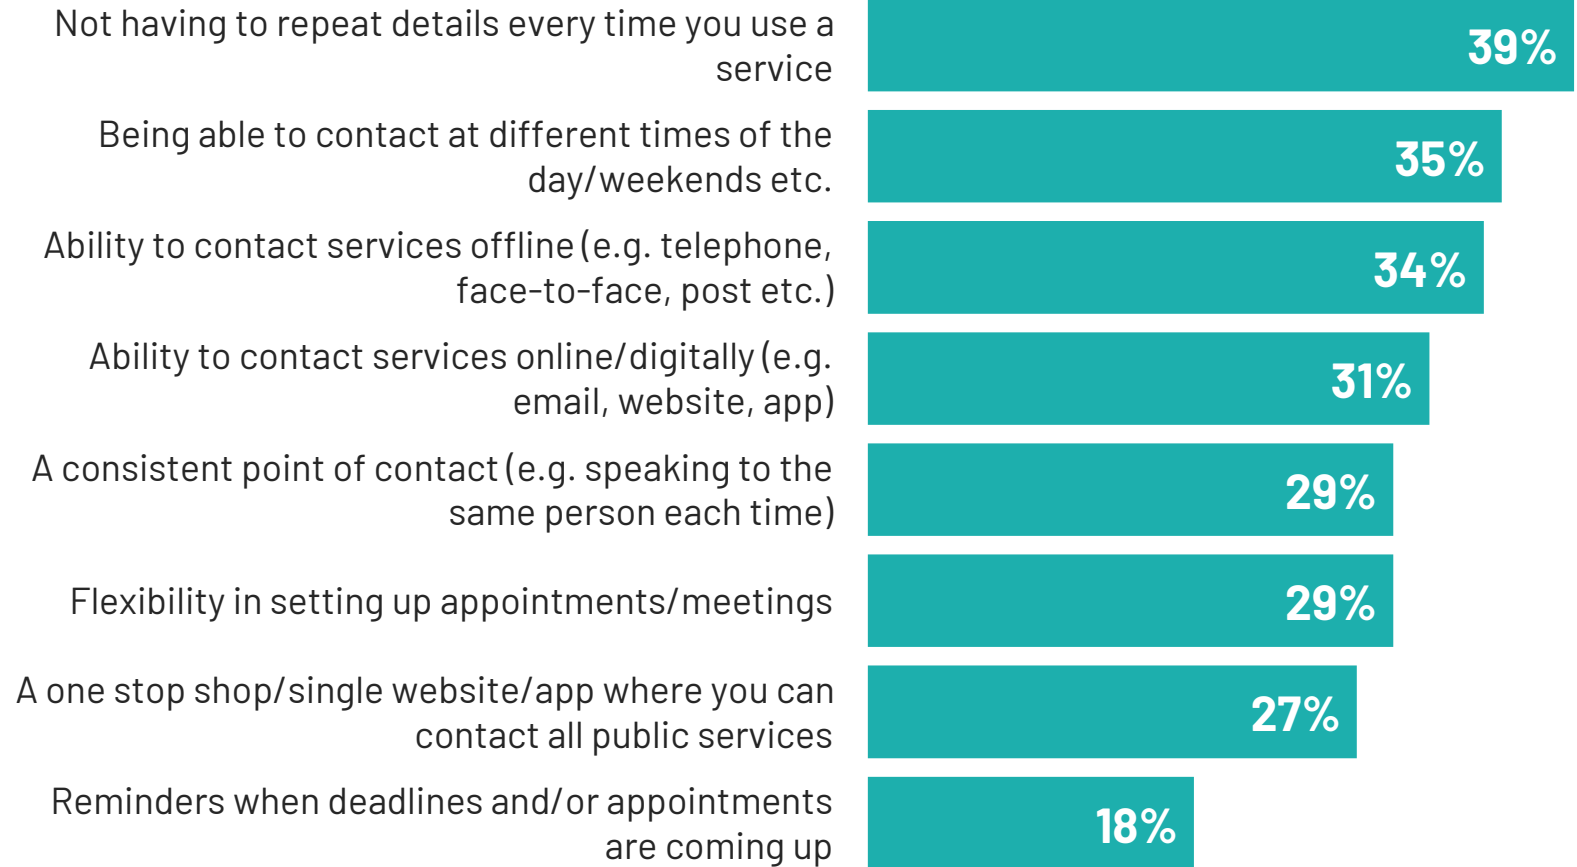 Not having to repeat details every time you use a
service
39%
Being able to contact at different times of the
day/weekends etc.
35%
Ability to contact services offline (e.g. telephone,
face-to-face, post etc.)
34%
Ability to contact services online/digitally (e.g.
email, website, app)
31%
A consistent point of contact (e.g. speaking to the
same person each time)
29%
Flexibility in setting up appointments/meetings
29%
A one stop shop/single website/app where you can
contact all public services
27%
Reminders when deadlines and/or appointments
are coming up
18%